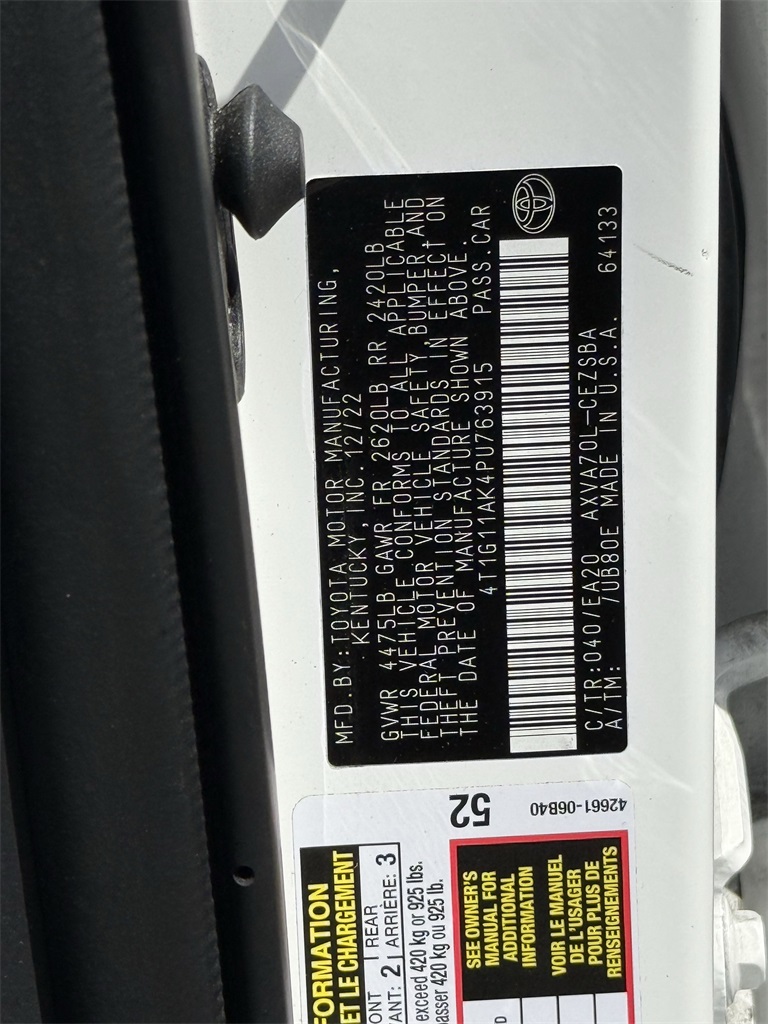 MFD.BY:TOYOTA MOTOR MANUFACTURING,
KENTUCKY, INC. 12/22
GVWR 4475LB GAWR FR 2620LB RR 2420LB
THIS VEHICLE CONFORMS TO ALL APPLICABLE
FEDERAL MOTOR VEHICLE SAFETY, BUMPER, AND
THEFT PREVENTION STANDARDS IN EFFECT ON
THE DATE OF MANUFACTURE SHOWN ABOVE.
4T1G11AK4PU763915 PASS.CAR
C/TR:040/EA20 AXVA70L-CEZSBA
A/TM: /UB80E MADE IN U.S.A. 64133
52
42661-06B40
FORMATION
ET LE CHARGEMENT
ONT 2 REAR 3
ANT: ARRIÈRE:
exceed 420 kg or 925 lbs.
asser 420 kg ou 925 lb.
SEE OWNER'S
MANUAL FOR
ADDITIONAL
INFORMATION
VOIR LE MANUEL
DE L'USAGER
POUR PLUS DE
RENSEIGNEMENTS
D